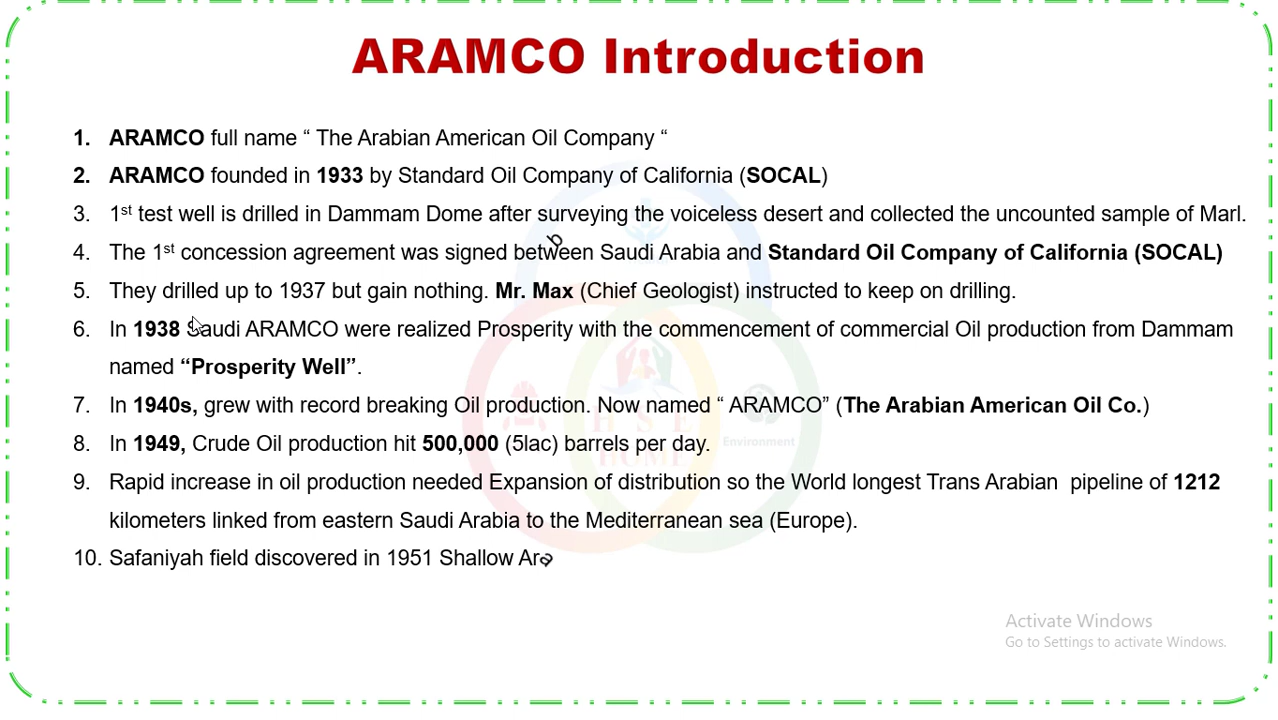 ARAMCO Introduction
1. ARAMCO full name “ The Arabian American Oil Company “
2. ARAMCO founded in 1933 by Standard Oil Company of California (SOCAL)
3. 1st test well is drilled in Dammam Dome after surveying the voiceless desert and collected the uncounted sample of Marl.
4. The 1st concession agreement was signed between Saudi Arabia and Standard Oil Company of California (SOCAL)
5. They drilled up to 1937 but gain nothing. Mr. Max (Chief Geologist) instructed to keep on drilling.
6. In 1938 Saudi ARAMCO were realized Prosperity with the commencement of commercial Oil production from Dammam
named “Prosperity Well”.
7. In 1940s, grew with record breaking Oil production. Now named “ ARAMCO” (The Arabian American Oil Co.)
8. In 1949, Crude Oil production hit 500,000 (5lac) barrels per day.
H S E
HOME
Environment
9. Rapid increase in oil production needed Expansion of distribution so the World longest Trans Arabian pipeline of 1212
kilometers linked from eastern Saudi Arabia to the Mediterranean sea (Europe).
10. Safaniyah field discovered in 1951 Shallow Ara
b
Activate Windows
Go to Settings to activate Windows.